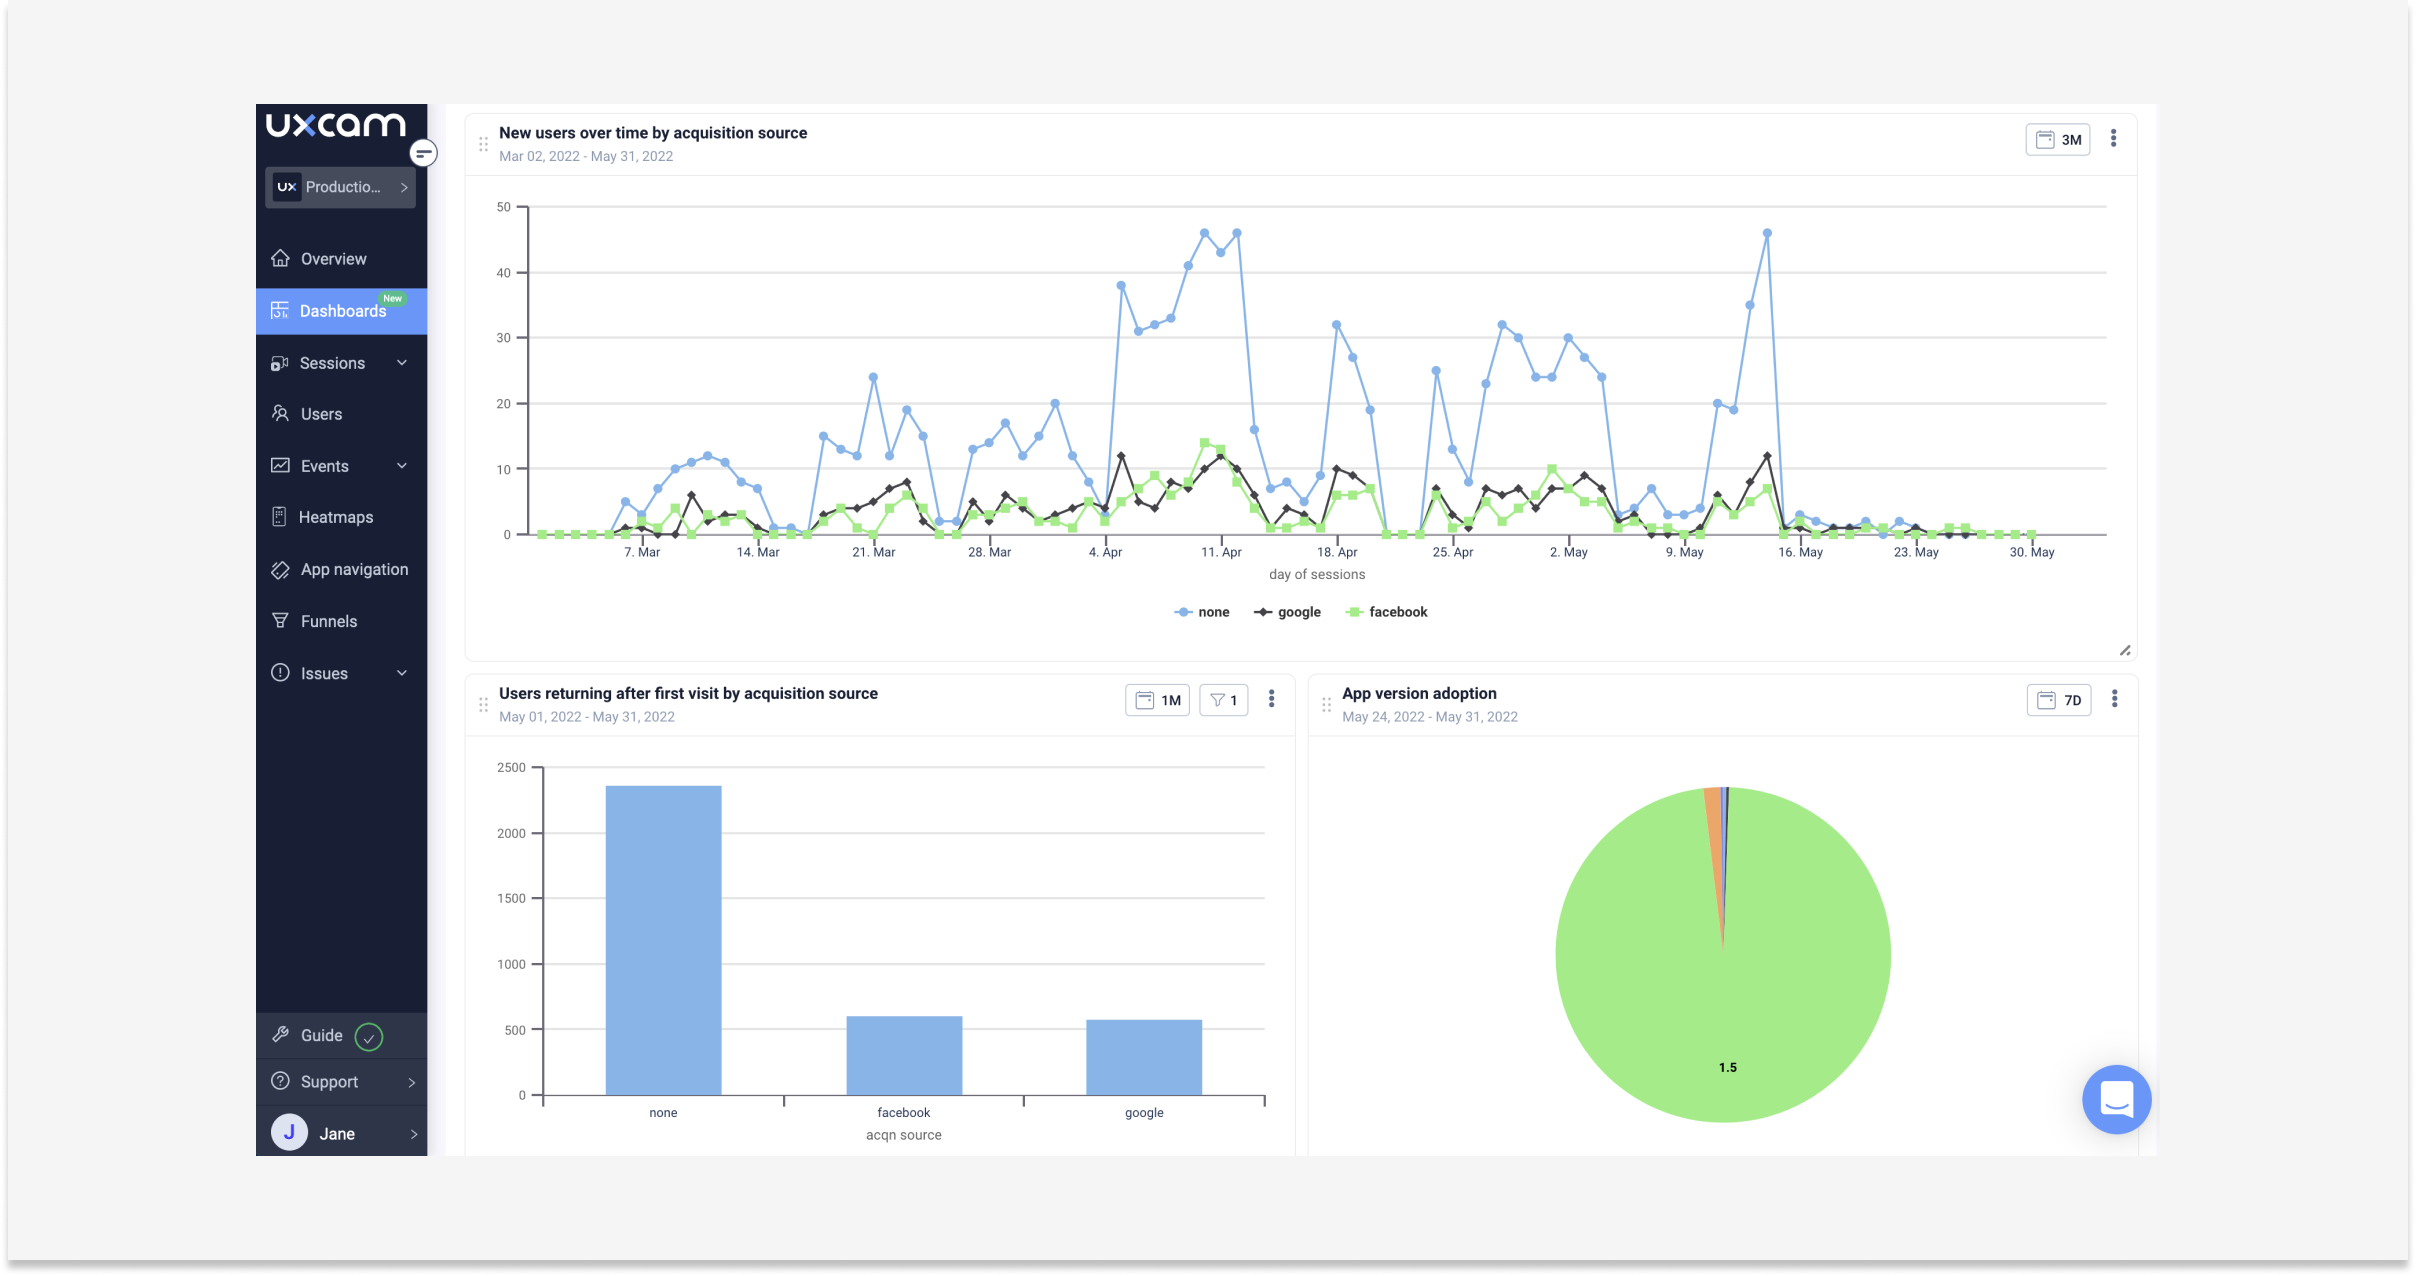 uxcam
UX Productio...
Overview
Dashboards New
Sessions
Users
Events
Heatmaps
App navigation
Funnels
Issues
Guide
Support
J Jane
New users over time by acquisition source
Mar 02, 2022 - May 31, 2022
3M
50
40
30
20
10
0
7. Mar 14. Mar 21. Mar 28. Mar 4. Apr 11. Apr 18. Apr 25. Apr 2. May 9. May 16. May 23. May 30. May
day of sessions
none google facebook
Users returning after first visit by acquisition source
May 01, 2022 - May 31, 2022
1M 1
2500
2000
1500
1000
500
0
none facebook google
acqn source
App version adoption
May 24, 2022 - May 31, 2022
7D
1.5